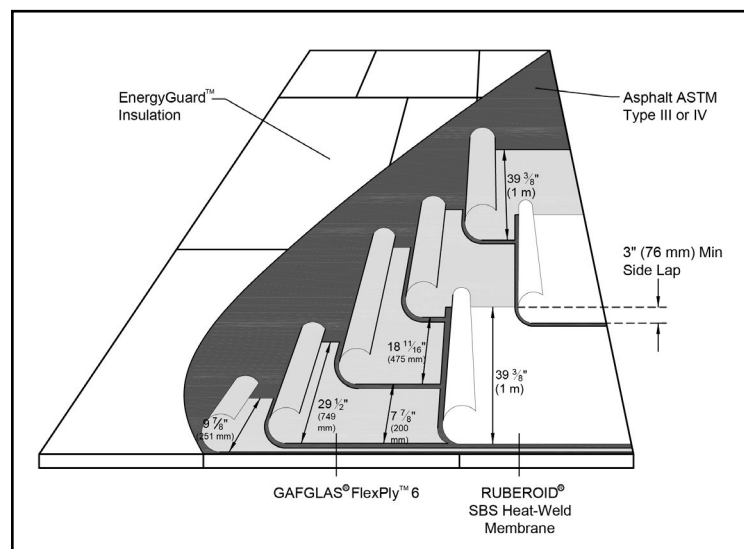 EnergyGuard™
Insulation
Asphalt ASTM
Type III or IV
39 3/8"
(1 m)
3" (76 mm) Min
Side Lap
18 11/16"
(475 mm)
39 3/8"
(1 m)
29 1/2"
(749
mm)
7 7/8"
(200
mm)
9 7/8"
(251 mm)
GAFGLAS® FlexPly™ 6
RUBEROID®
SBS Heat-Weld
Membrane